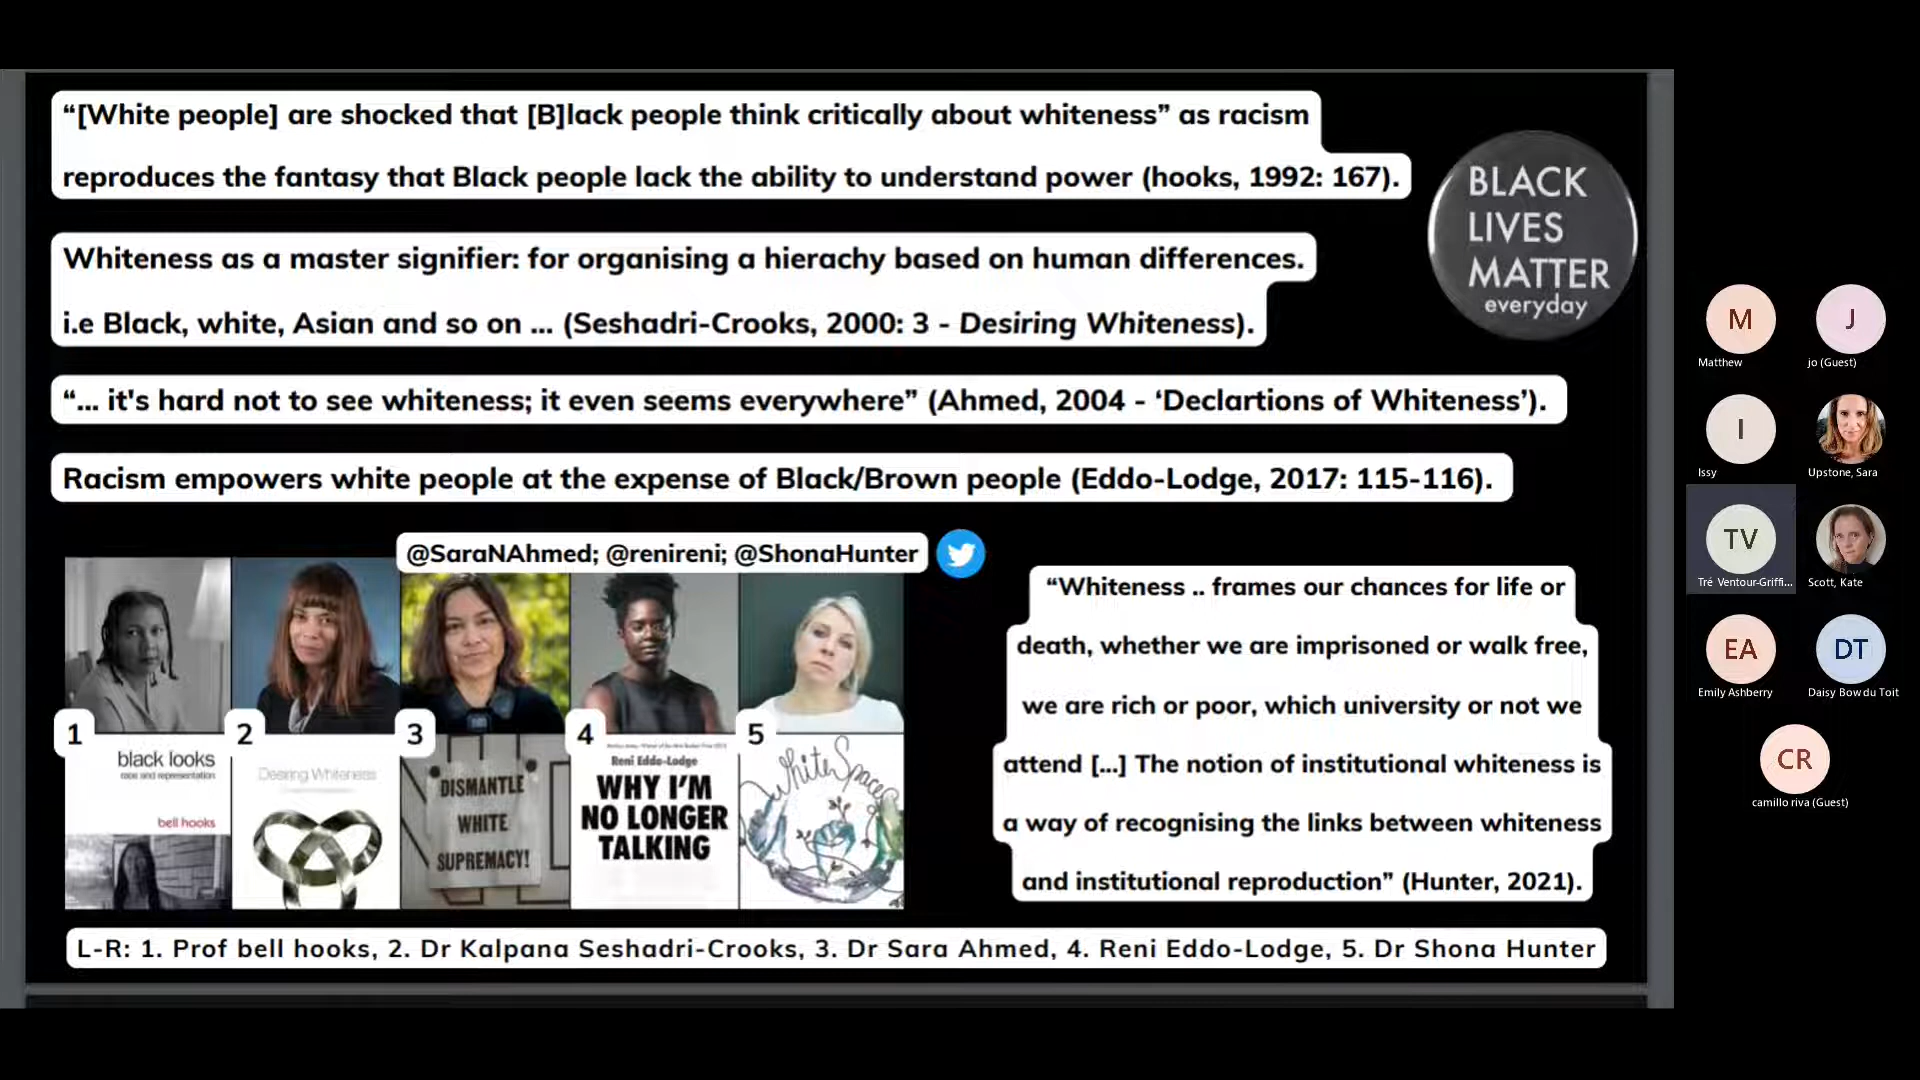 “[White people] are shocked that [B]lack people think critically about whiteness” as racism
reproduces the fantasy that Black people lack the ability to understand power (hooks, 1992: 167).
Whiteness as a master signifier: for organising a hierachy based on human differences.
i.e Black, white, Asian and so on ... (Seshadri-Crooks, 2000: 3 - Desiring Whiteness).
“... it's hard not to see whiteness; it even seems everywhere” (Ahmed, 2004 - ‘Declartions of Whiteness’).
Racism empowers white people at the expense of Black/Brown people (Eddo-Lodge, 2017: 115-116).
BLACK
LIVES
MATTER
everyday
@SaraNAhmed; @renireni; @ShonaHunter
1
2
3
4
5
black looks
race and representation
bell hooks
Desiring Whiteness
DISMANTLE
WHITE
SUPREMACY!
Reni Eddo-Lodge
WHY I'M
NO LONGER
TALKING
White Spaces
“Whiteness .. frames our chances for life or
death, whether we are imprisoned or walk free,
we are rich or poor, which university or not we
attend [...] The notion of institutional whiteness is
a way of recognising the links between whiteness
and institutional reproduction” (Hunter, 2021).
L-R: 1. Prof bell hooks, 2. Dr Kalpana Seshadri-Crooks, 3. Dr Sara Ahmed, 4. Reni Eddo-Lodge, 5. Dr Shona Hunter
M
Matthew
J
jo (Guest)
I
Issy
Upstone, Sara
TV
Tré Ventour-Griffi...
Scott, Kate
EA
Emily Ashberry
DT
Daisy Bow du Toit
CR
camillo riva (Guest)